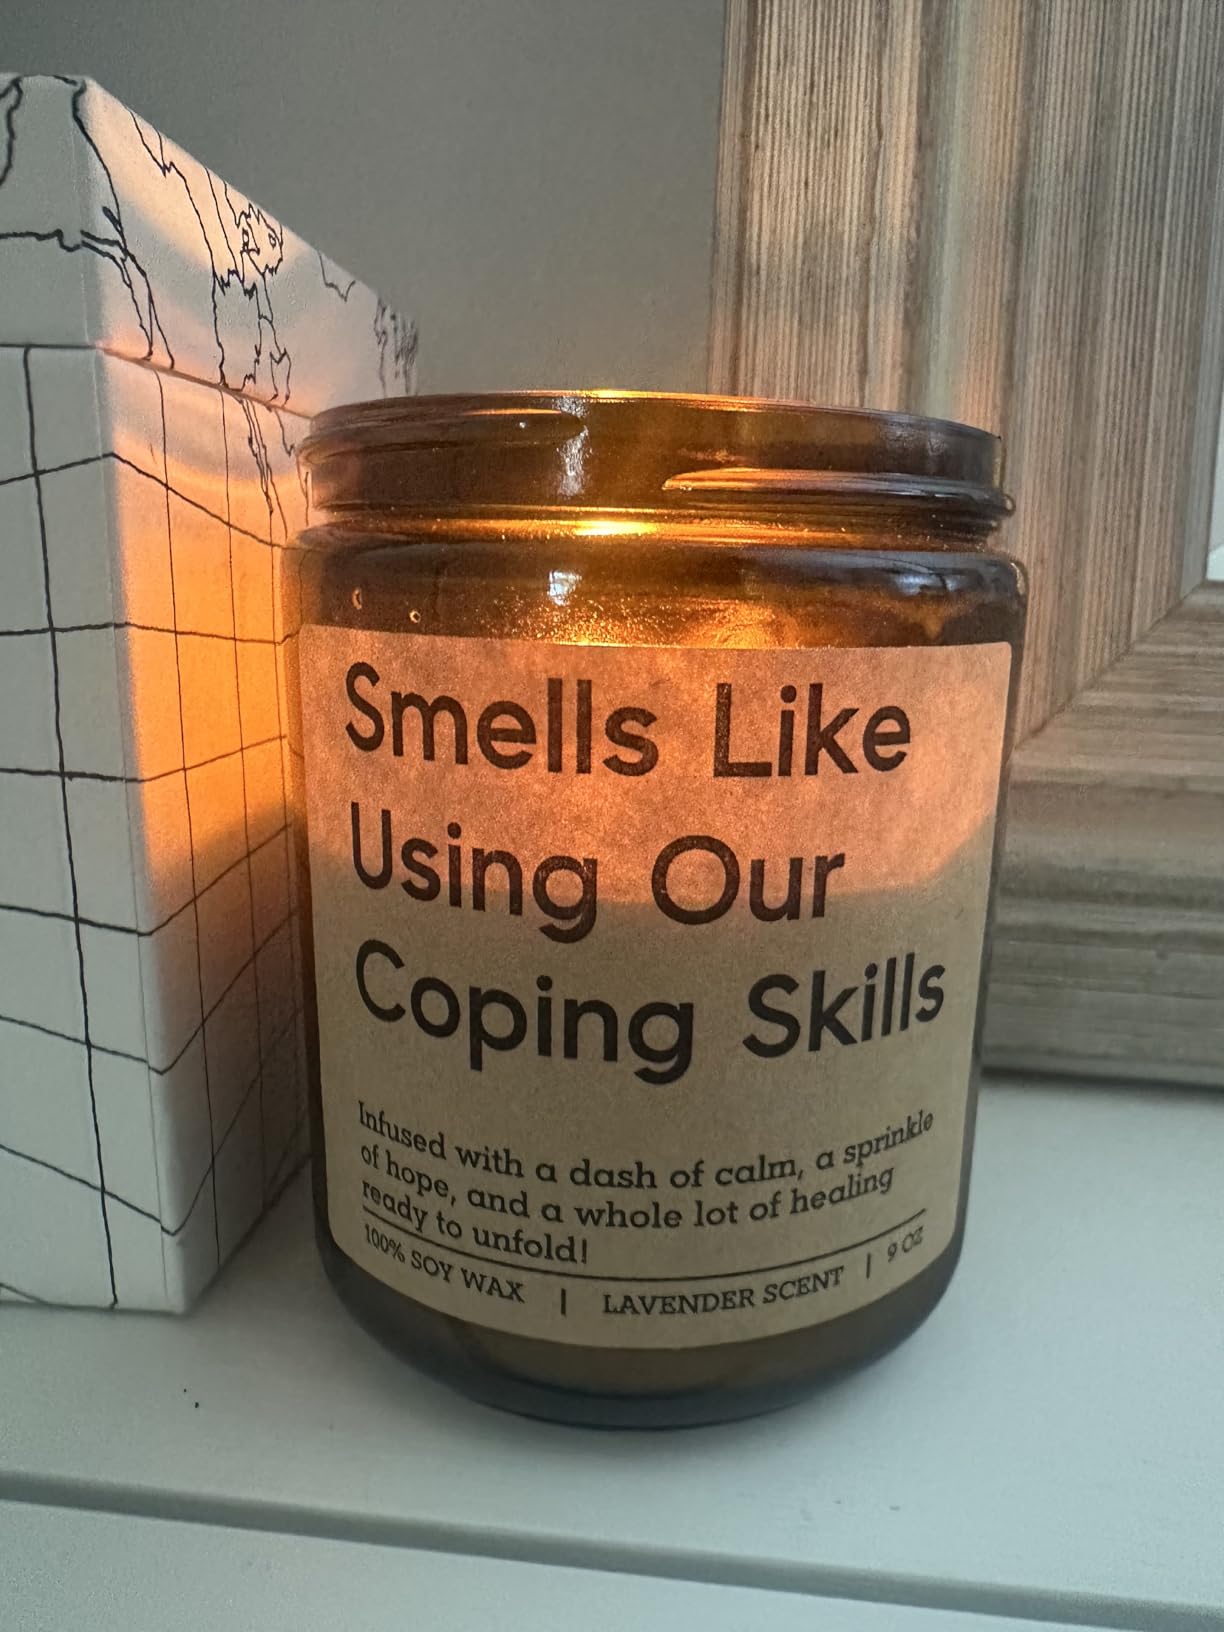 Smells Like
Using Our
Coping Skills
Infused with a dash of calm, a sprinkle
of hope, and a whole lot of healing
ready to unfold!
100% SOY WAX | LAVENDER SCENT | 9 OZ